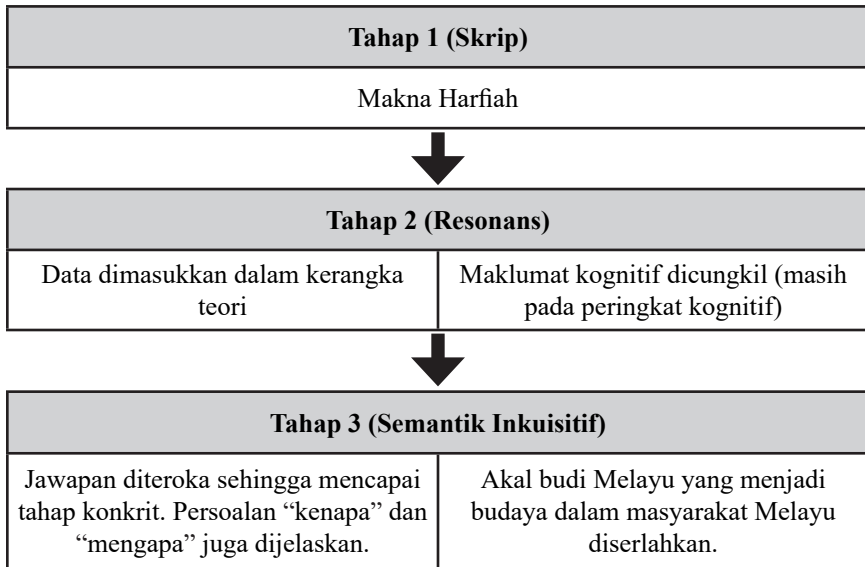 Tahap 1 (Skrip)
Makna Harfiah
Tahap 2 (Resonans)
Data dimasukkan dalam kerangka
teori
Maklumat kognitif dicungkil (masih
pada peringkat kognitif)
Tahap 3 (Semantik Inkuisitif)
Jawapan diteroka sehingga mencapai
tahap konkrit. Persoalan “kenapa” dan
“mengapa” juga dijelaskan.
Akal budi Melayu yang menjadi
budaya dalam masyarakat Melayu
diserlahkan.